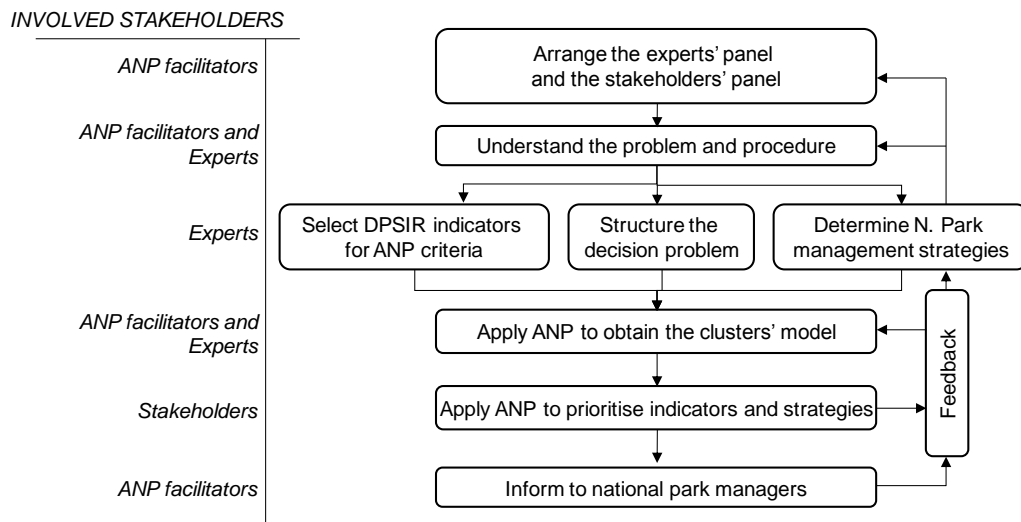 INVOLVED STAKEHOLDERS
ANP facilitators
Arrange the experts' panel
and the stakeholders' panel
ANP facilitators and
Experts
Understand the problem and procedure
Experts
Select DPSIR indicators
for ANP criteria
Structure the
decision problem
Determine N. Park
management strategies
ANP facilitators and
Experts
Apply ANP to obtain the clusters' model
Stakeholders
Apply ANP to prioritise indicators and strategies
Feedback
ANP facilitators
Inform to national park managers